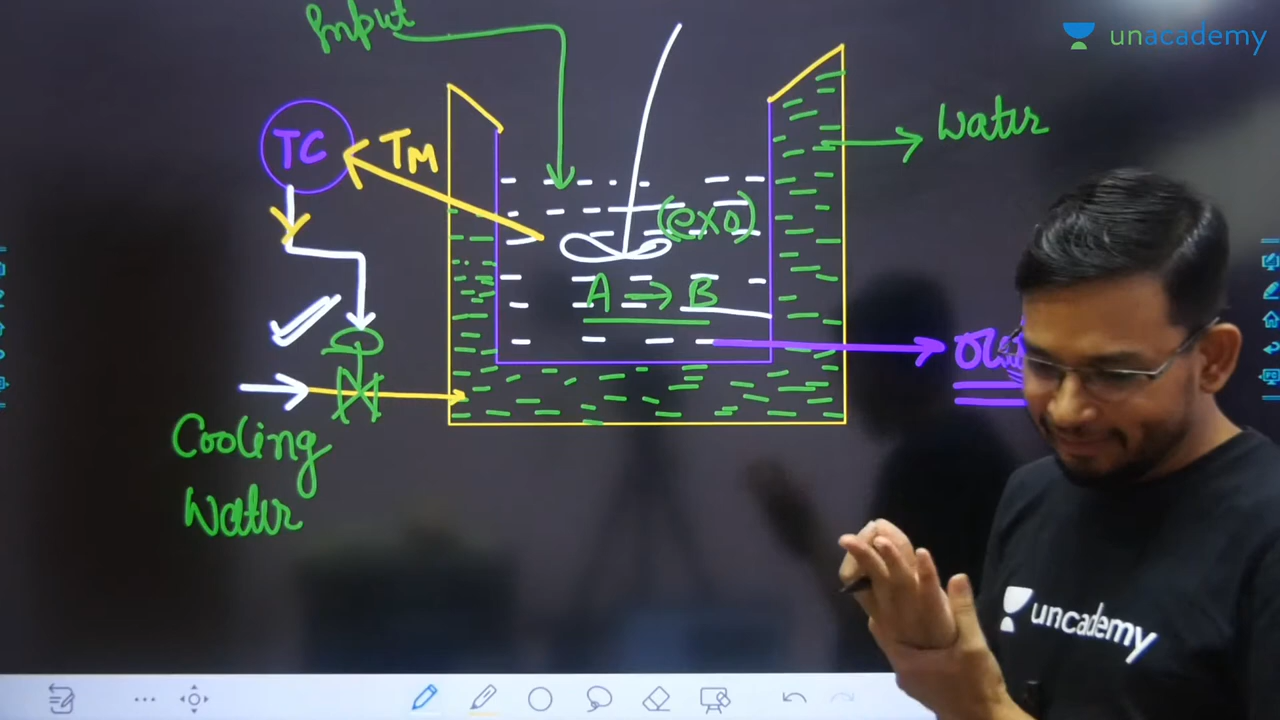 Input
unacademy
TC
TM
Water
(exo)
A → B
Cooling
Water
unacademy